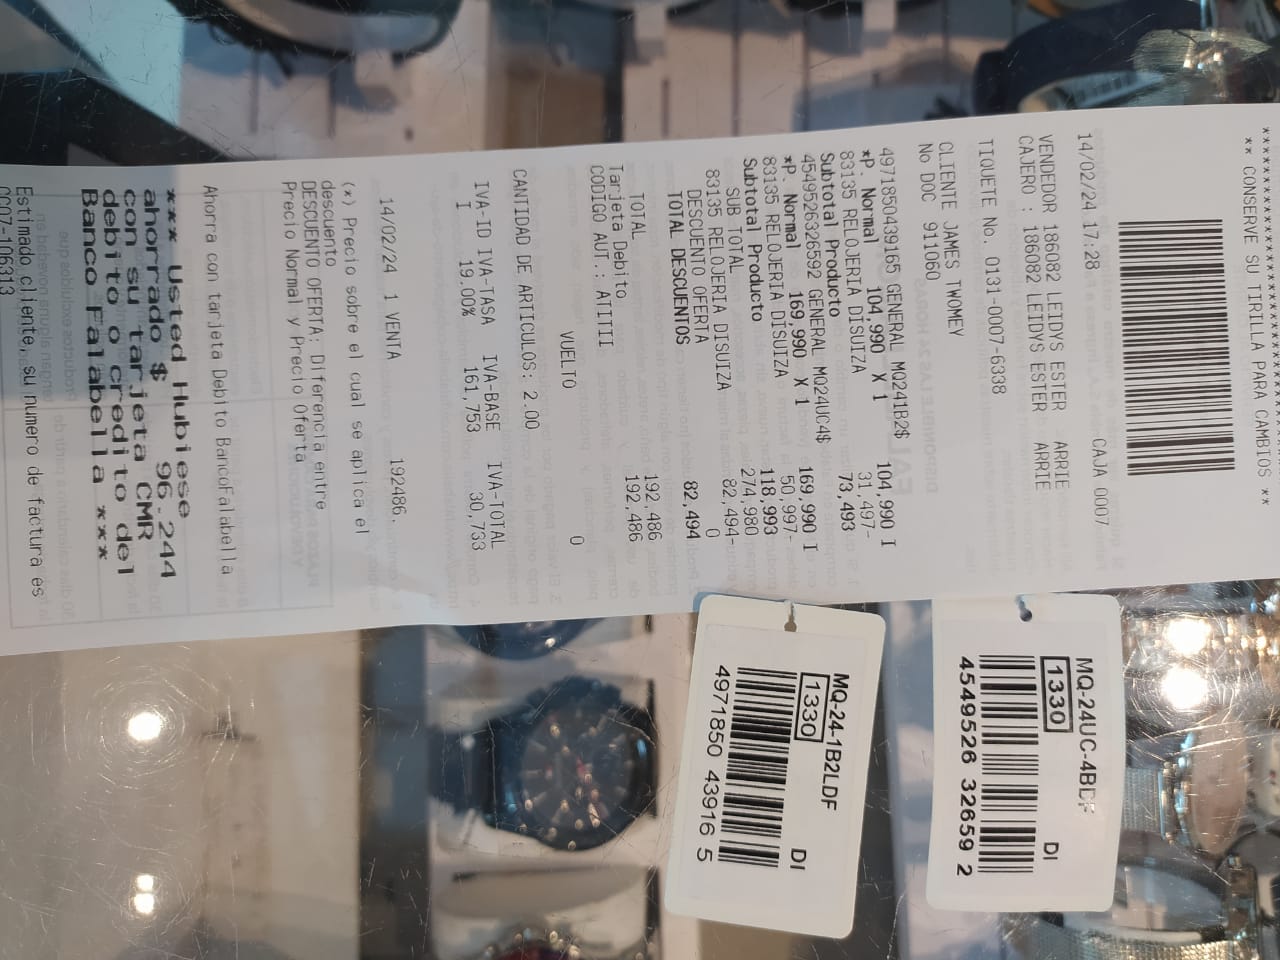 ** CONSERVE SU TIRILLA PARA CAMBIOS **
14/02/24 17:28 CAJA 0007
VENDEDOR 186082 LEIDYS ESTER ARRIE
CAJERO : 186082 LEIDYS ESTER ARRIE
TIQUETE No. 0131-0007-6338
CLIENTE JAMES TWOMEY
No DOC 911060
4971850439165 GENERAL MQ241B2$
*P. Normal 104,990 X 1 104,990 I
83135 RELOJERIA DISUIZA 31,497-
Subtotal Producto 73,493
4549526326592 GENERAL MQ24UC4$
*P. Normal 169,990 X 1 169,990 I
83135 RELOJERIA DISUIZA 50,997-
Subtotal Producto 118,993
SUB TOTAL 274,980
83135 RELOJERIA DISUIZA 82,494-
DESCUENTO OFERTA 0
TOTAL DESCUENTOS 82,494
TOTAL 192,486
Tarjeta Debito 192,486
CODIGO AUT.: ATITII
VUELTO 0
CANTIDAD DE ARTICULOS: 2.00
IVA-ID IVA-TASA IVA-BASE IVA-TOTAL
I 19,00% 161,753 30,733
14/02/24 1 VENTA 192486.
(*) Precio sobre el cual se aplica el
descuento
DESCUENTO OFERTA: Diferencia entre
Precio Normal y Precio Oferta
Ahorra con tarjeta Debito BancoFalabella
*** Usted Hubiese
ahorrado $ 96.244
con su tarjeta CMR
debito o credito del
Banco Falabella ***
Estimado cliente, su numero de factura es
CC07-106313
MQ-24-1B2LDF
1330 DI
4971850 43916 5
MQ-24UC-4BDF
1330 DI
4549526 32659 2